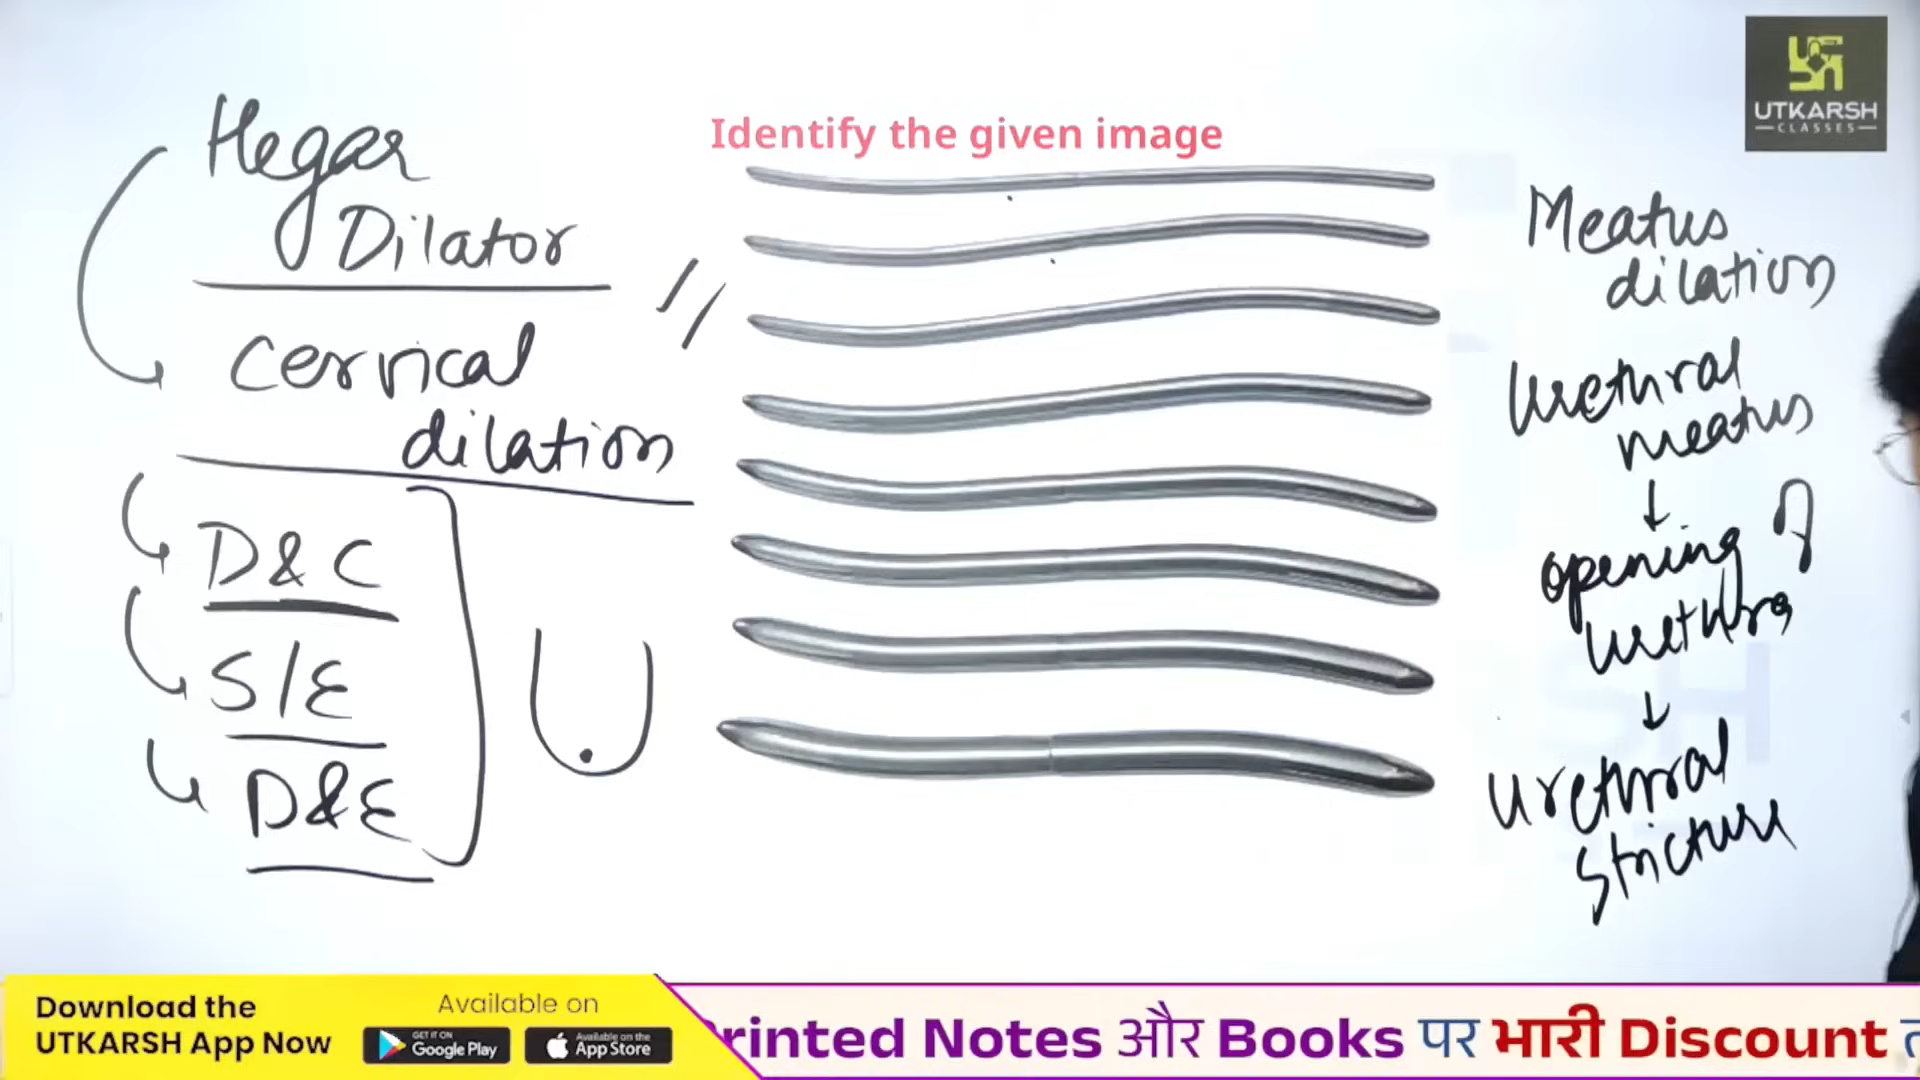 Identify the given image
UTKARSH
CLASSES
Hegar
Dilator
Cervical
dilation
D&C
S/E
D&E
Meatus
dilation
Urethral
meatus
opening of
urethra
Urethral
Stricture
Download the
UTKARSH App Now
Available on
GET IT ON
Google Play
Available on the
App Store
Printed Notes और Books पर भारी Discount